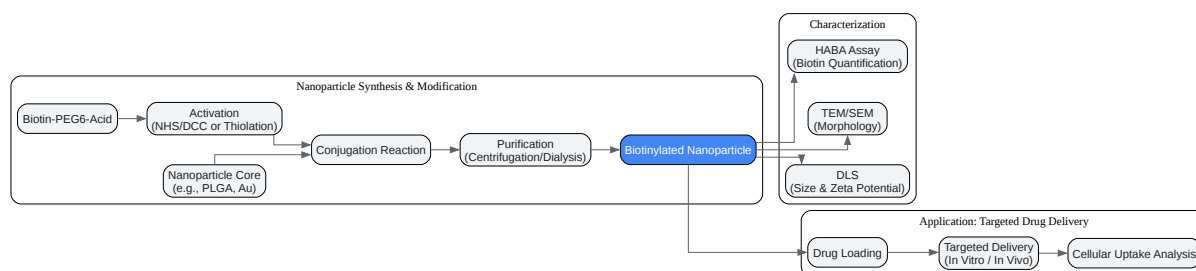 Nanoparticle Synthesis & Modification
Biotin-PEG6-Acid
Activation
(NHS/DCC or Thiolation)
Nanoparticle Core
(e.g., PLGA, Au)
Conjugation Reaction
Purification
(Centrifugation/Dialysis)
Biotinylated Nanoparticle
Characterization
HABA Assay
(Biotin Quantification)
TEM/SEM
(Morphology)
DLS
(Size & Zeta Potential)
Application: Targeted Drug Delivery
Drug Loading
Targeted Delivery
(In Vitro / In Vivo)
Cellular Uptake Analysis